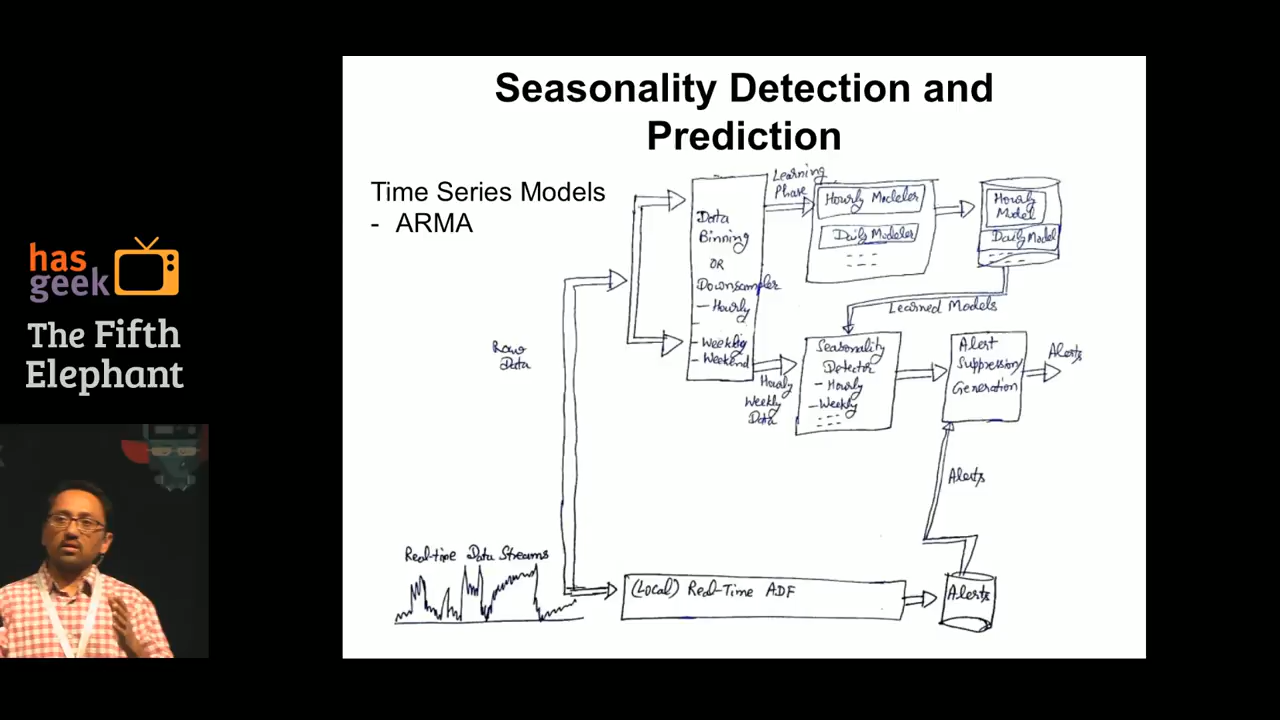 Seasonality Detection and
Prediction
Time Series Models
- ARMA
has
geek
The Fifth
Elephant
Learning
Phase
Data
Binning
OR
Downsampler
- Hourly
- Weekly
- Weekend
Hourly Modeler
Daily Modeler
Hourly
Model
Daily Model
Learned Models
Raw
Data
Hourly
Weekly
Data
Seasonality
Detector
- Hourly
- Weekly
Alert
Suppression/
Generation
Alerts
Alerts
Real-time Data Streams
(Local) Real-Time ADF
Alerts